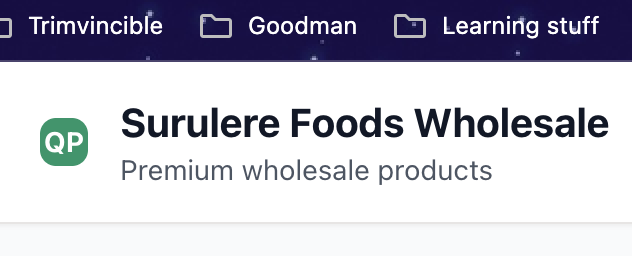 Trimvincible Goodman Learning stuff
QP
Surulere Foods Wholesale
Premium wholesale products